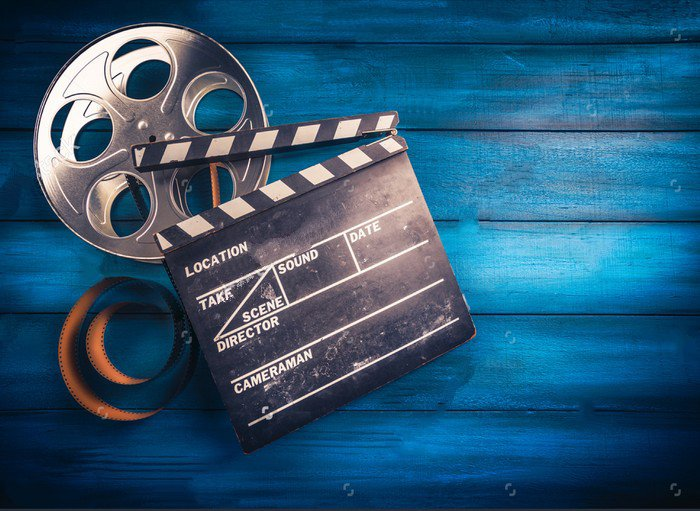 LOCATION
TAKE SOUND DATE
SCENE
DIRECTOR
CAMERAMAN